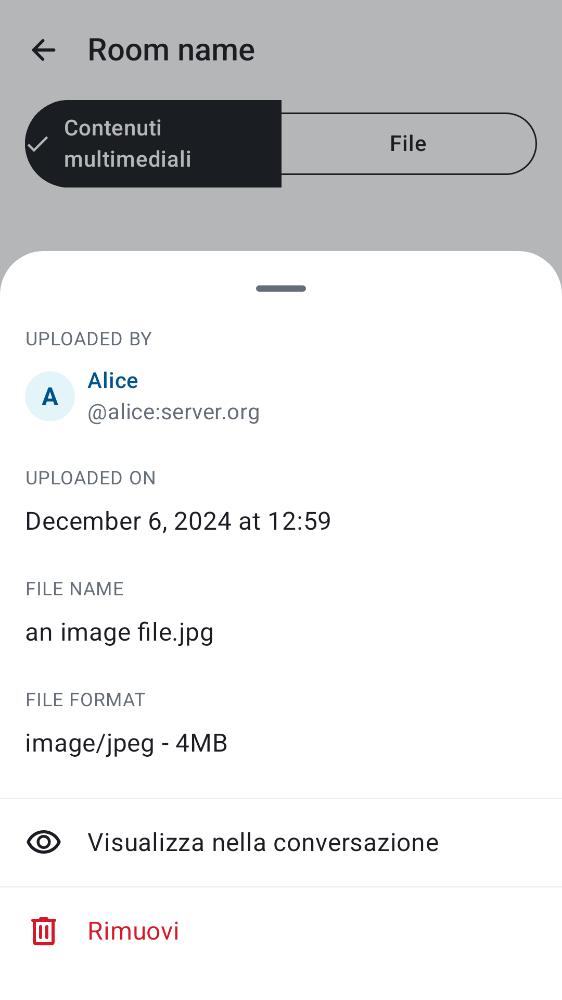 Room name
Contenuti
multimediali
File
UPLOADED BY
A
Alice
@alice:server.org
UPLOADED ON
December 6, 2024 at 12:59
FILE NAME
an image file.jpg
FILE FORMAT
image/jpeg - 4MB
Visualizza nella conversazione
Rimuovi